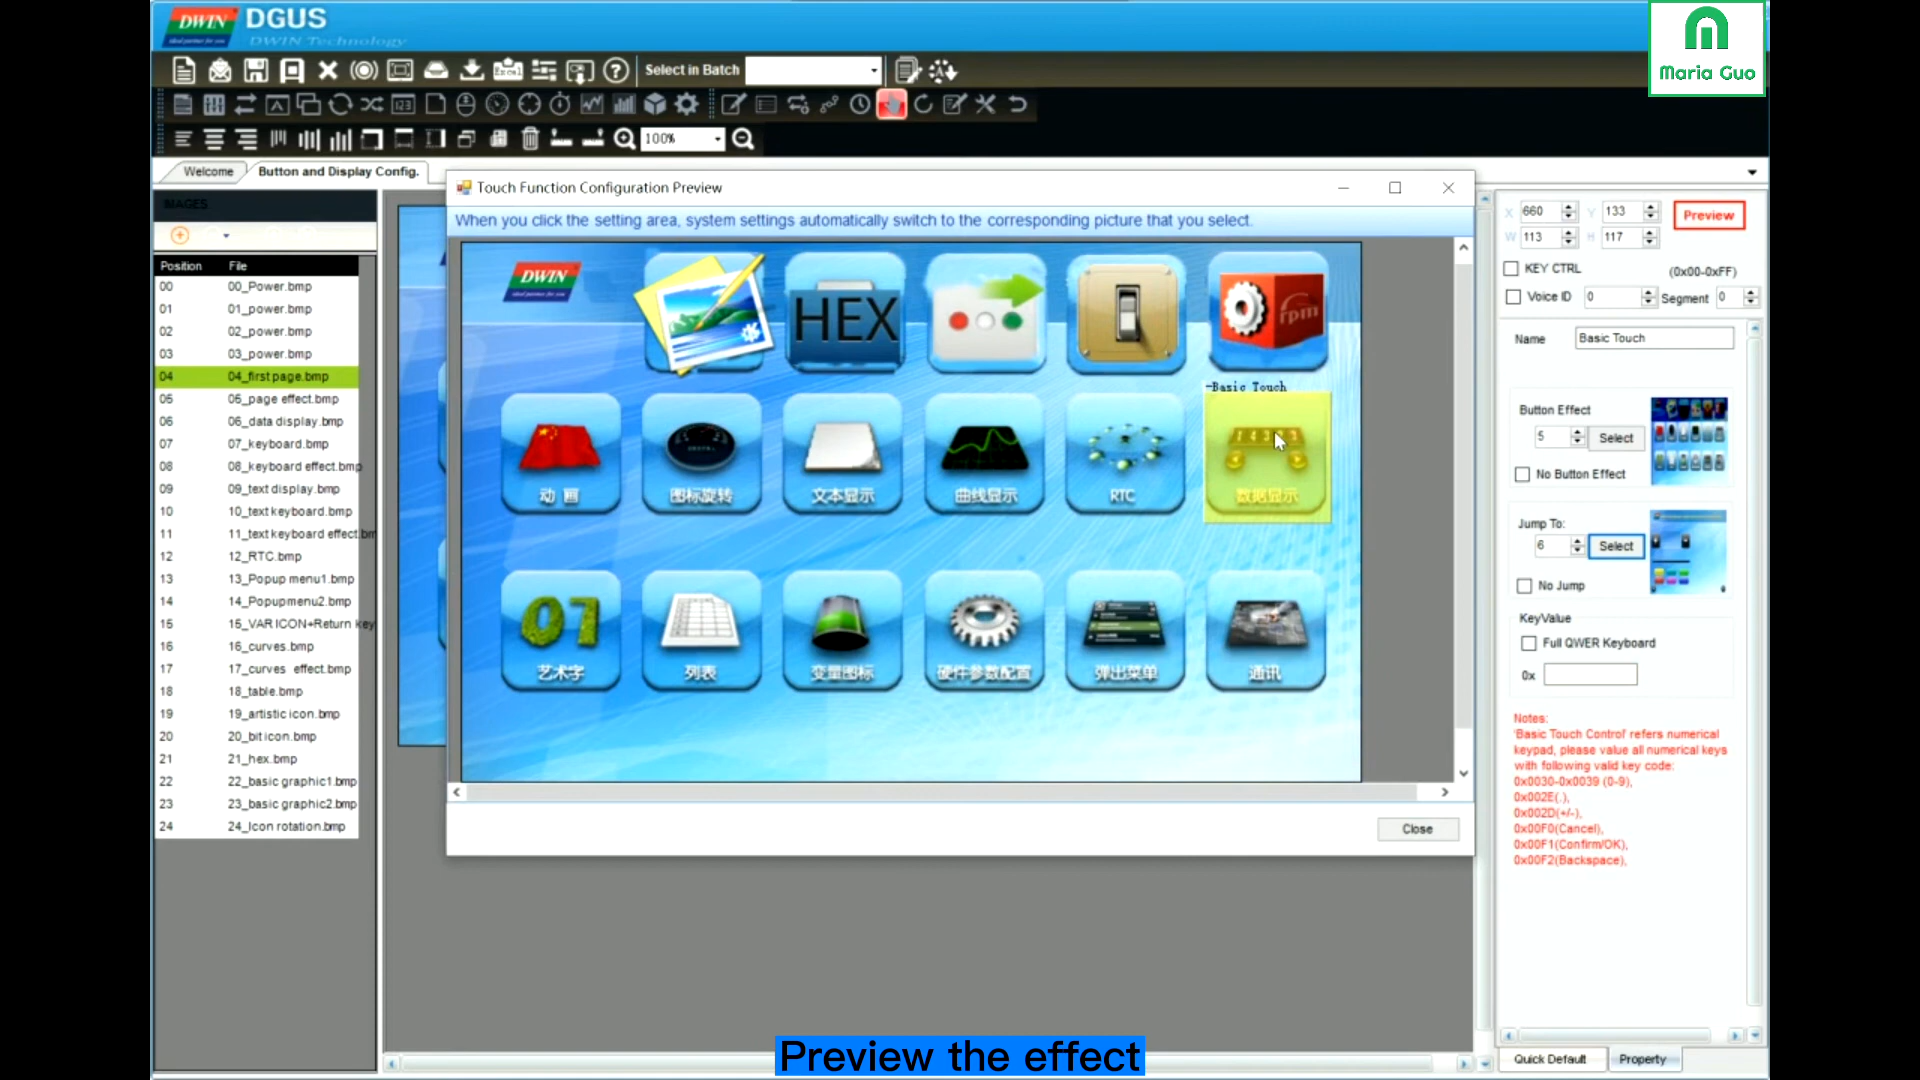 DWIN
DGUS
DWIN Technology
Maria Guo
Select in Batch
100%
Welcome
Button and Display Config.
IMAGES
Position File
00 00_Power.bmp
01 01_power.bmp
02 02_power.bmp
03 03_power.bmp
04 04_first page.bmp
05 05_page effect.bmp
06 06_data display.bmp
07 07_keyboard.bmp
08 08_keyboard effect.bmp
09 09_text display.bmp
10 10_text keyboard.bmp
11 11_text keyboard effect.bm
12 12_RTC.bmp
13 13_Popup menu1.bmp
14 14_Popupmenu2.bmp
15 15_VARICON+Return key
16 16_curves.bmp
17 17_curves effect.bmp
18 18_table.bmp
19 19_artistic icon.bmp
20 20_bit icon.bmp
21 21_hex.bmp
22 22_basic graphic1.bmp
23 23_basic graphic2.bmp
24 24_Icon rotation.bmp
Touch Function Configuration Preview
When you click the setting area, system settings automatically switch to the corresponding picture that you select.
DWIN
HEX
rpm
-Basic Touch
动 画
图标旋转
文本显示
曲线显示
RTC
数据显示
07
艺术字
列表
变量图标
硬件参数配置
弹出菜单
通讯
Close
X 660 Y 133
Preview
W 113 H 117
KEY CTRL (0x00-0xFF)
Voice ID 0 Segment 0
Name Basic Touch
Button Effect
5 Select
No Button Effect
Jump To:
6 Select
No Jump
KeyValue
Full QWER Keyboard
0x
Notes:
'Basic Touch Control' refers numerical
keypad, please value all numerical keys
with following valid key code:
0x0030-0x0039 (0-9),
0x002E(.),
0x002D(+/-),
0x00F0(Cancel),
0x00F1(Confirm/OK),
0x00F2(Backspace),
Quick Default Property
Preview the effect